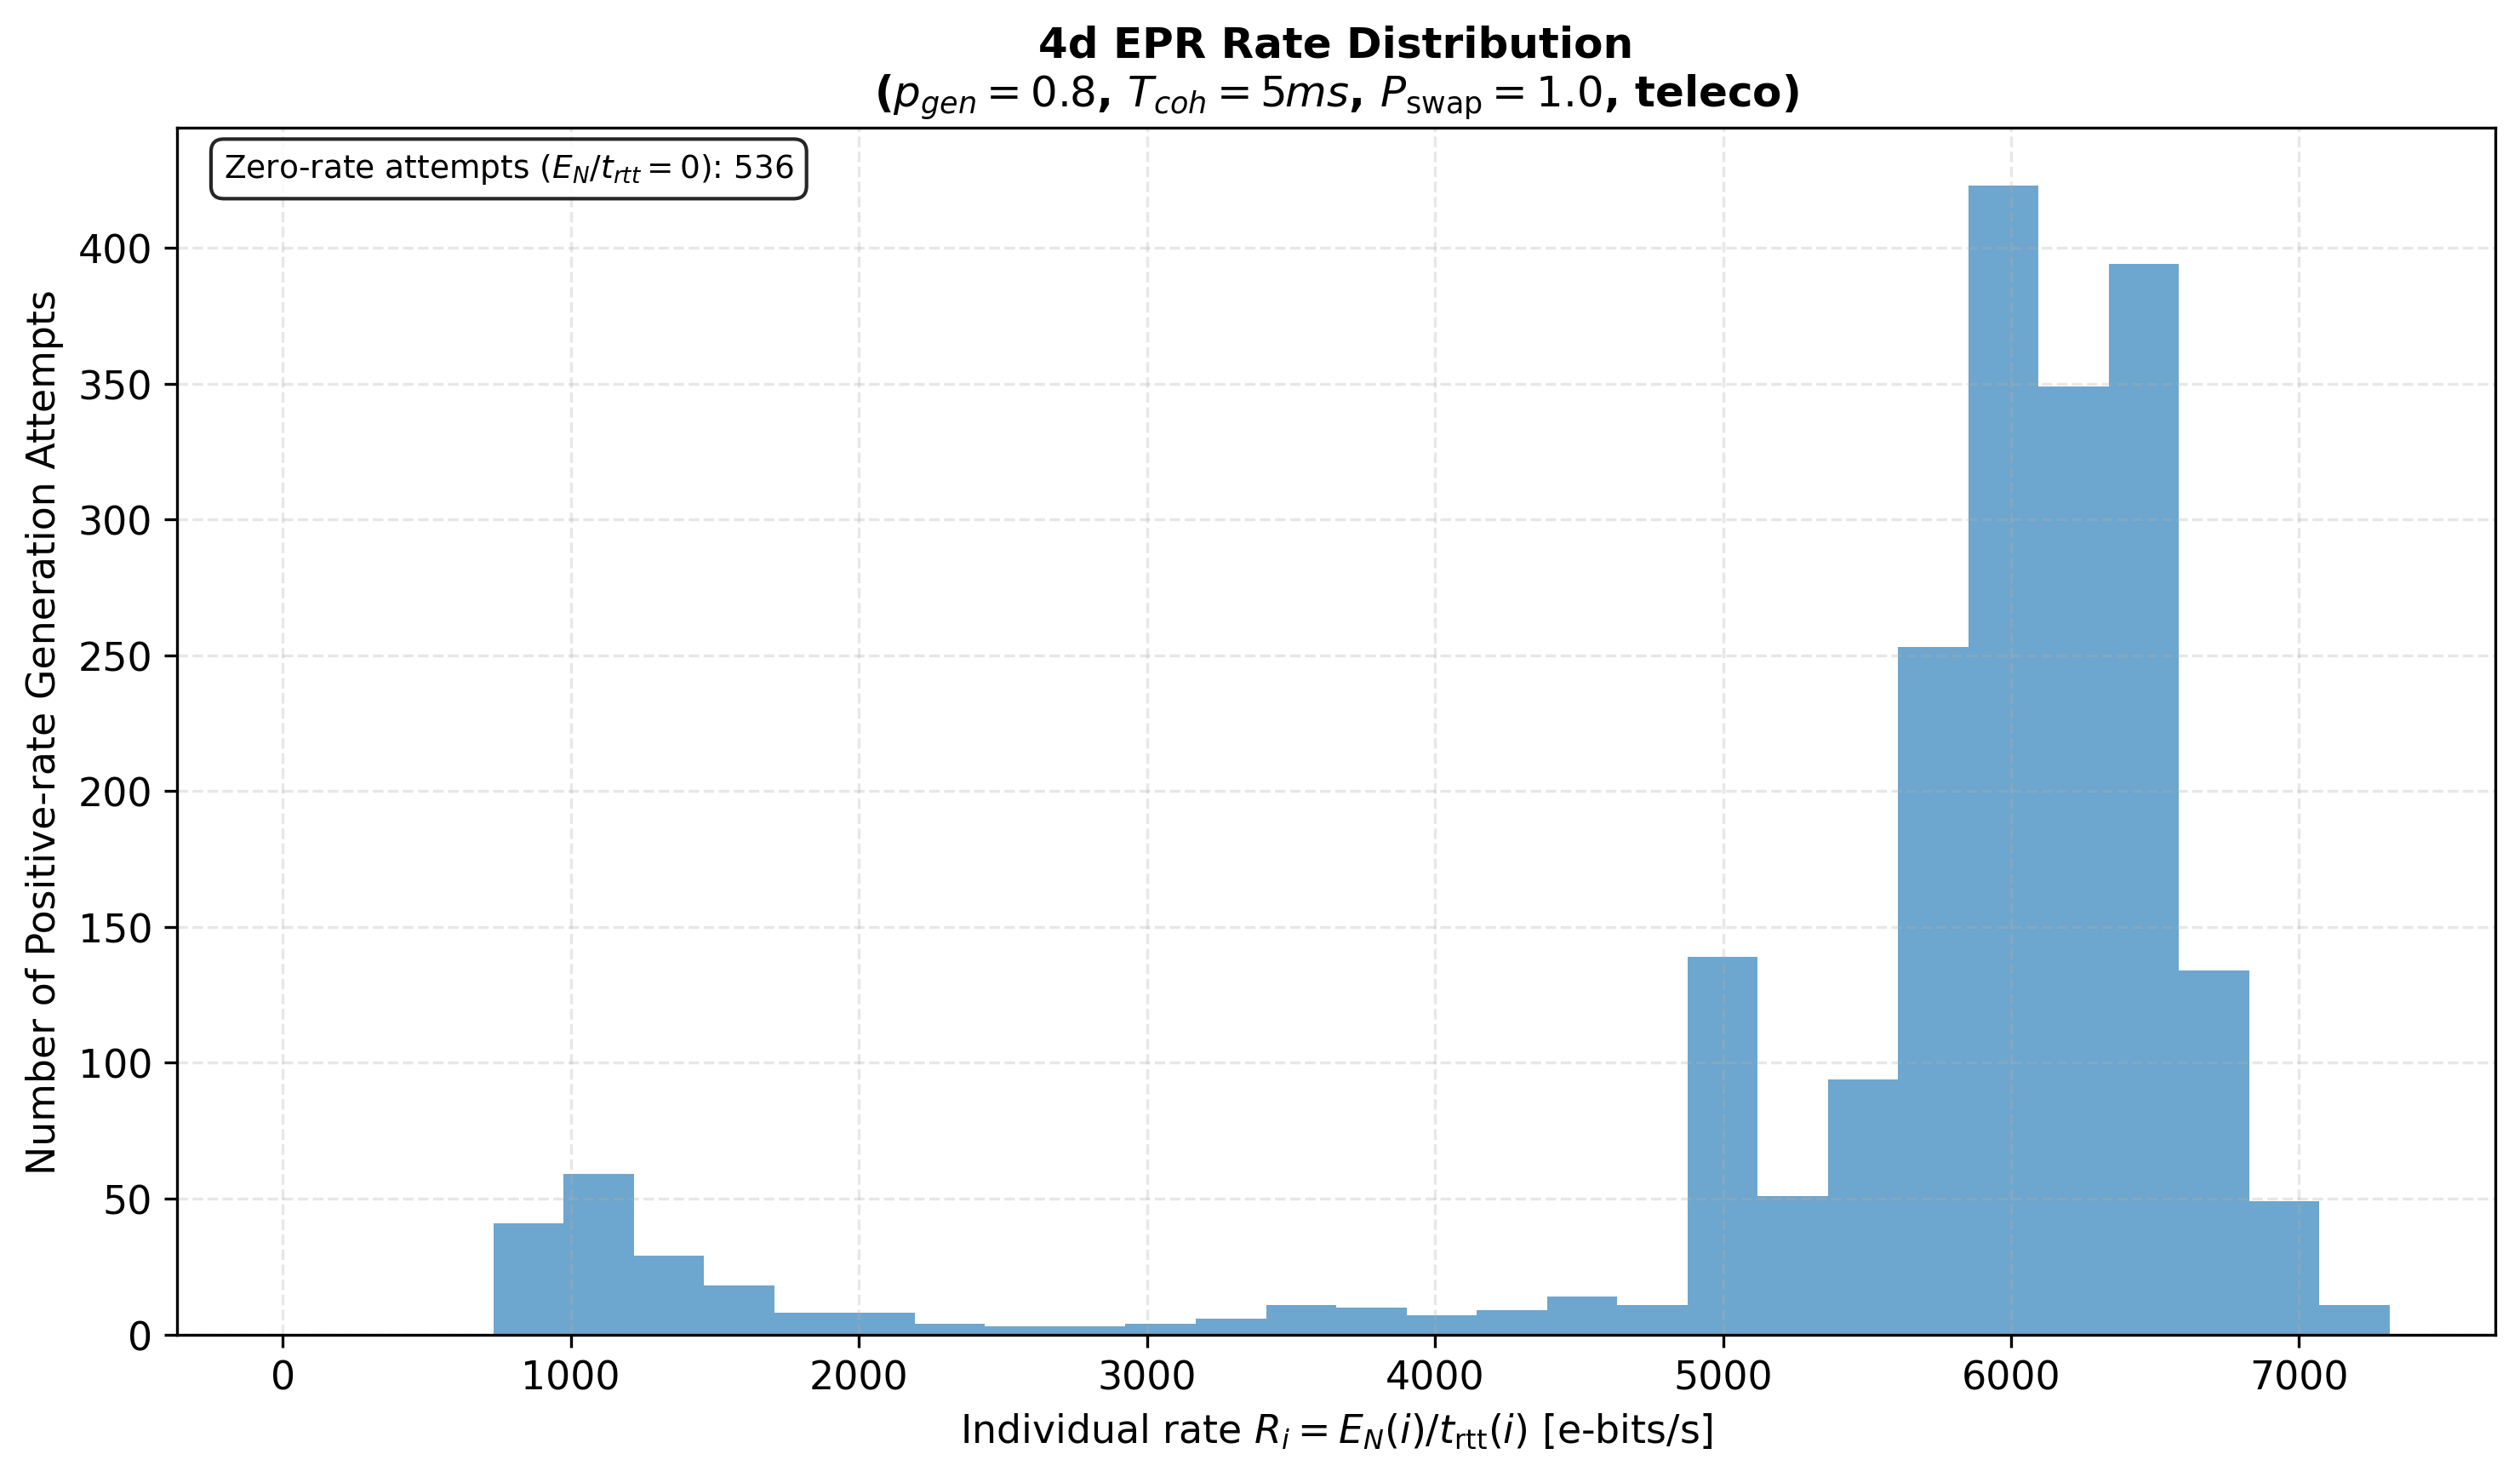 4d EPR Rate Distribution
(p_gen = 0.8, T_coh = 5ms, P_swap = 1.0, teleco)
Zero-rate attempts (E_N/t_rtt = 0): 536
Number of Positive-rate Generation Attempts
400
350
300
250
200
150
100
50
0
0 1000 2000 3000 4000 5000 6000 7000
Individual rate R_i = E_N(i)/t_rtt(i) [e-bits/s]